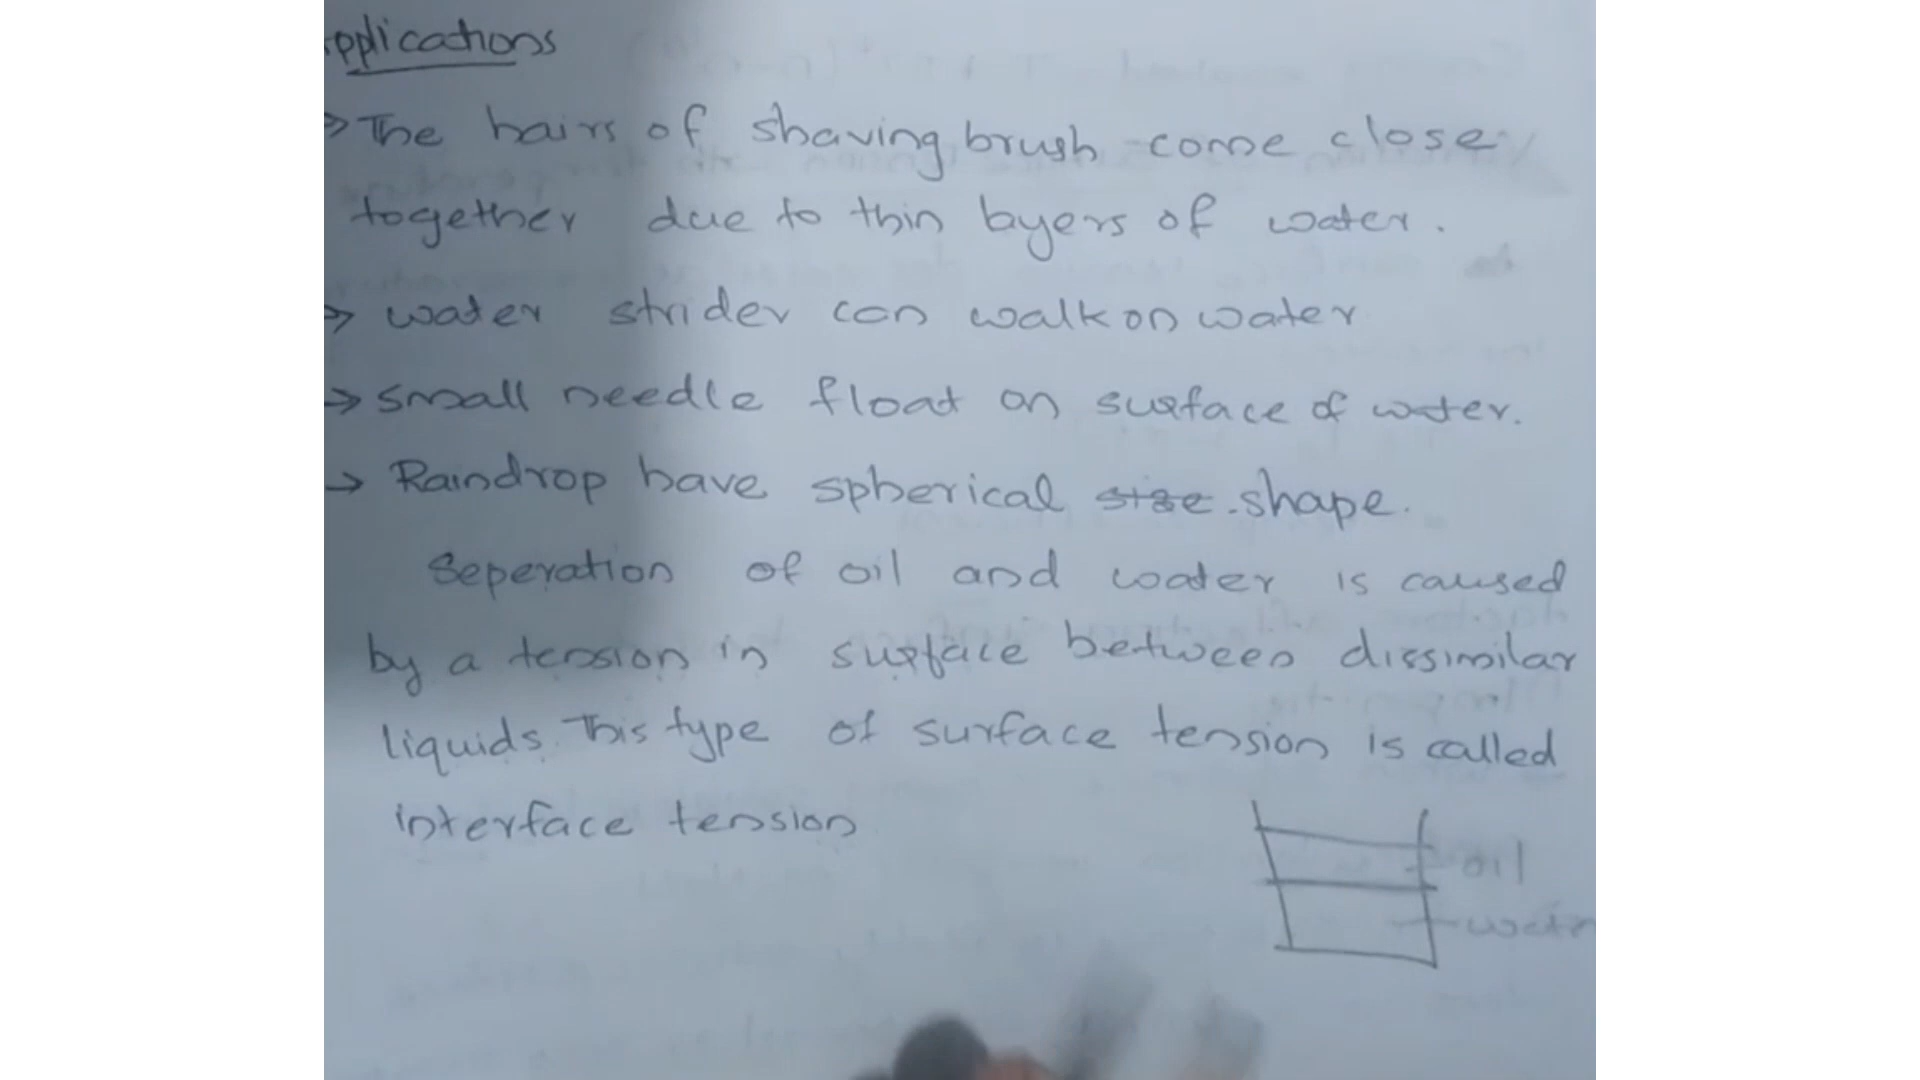 pplications
→ The hairs of shaving brush come close
together due to thin layers of water.
→ water strider can walk on water
→ small needle float on surface of water.
→ Raindrop have spherical size shape.
Seperation of oil and water is caused
by a tension in surface between dissimilar
liquids. This type of surface tension is called
interface tension
oil
water